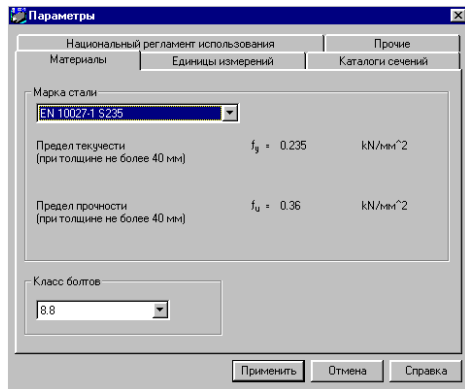 Параметры
Национальный регламент использования
Прочие
Материалы
Единицы измерений
Каталоги сечений
Марка стали
EN 10027-1 S235
Предел текучести
(при толщине не более 40 мм)
fy = 0.235 kN/мм^2
Предел прочности
(при толщине не более 40 мм)
fu = 0.36 kN/мм^2
Класс болтов
8.8
Применить
Отмена
Справка